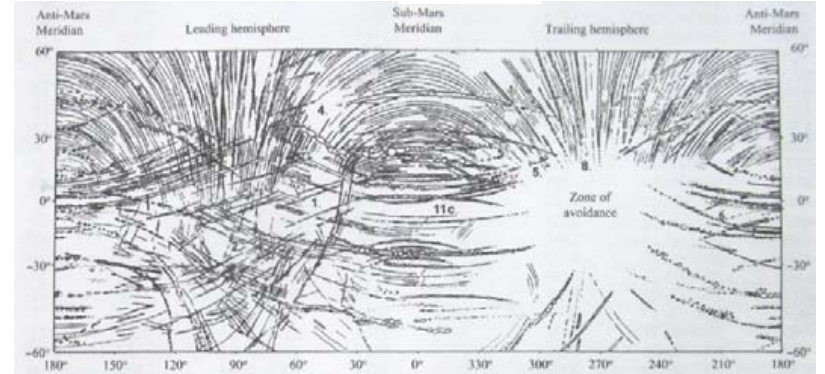 Anti-Mars
Meridian
Leading hemisphere
Sub-Mars
Meridian
Trailing hemisphere
Anti-Mars
Meridian
60° 60°
4
30° 30°
5 8
0° 1 11c Zone of avoidance 6 0°
−30° −30°
−60° −60°
180° 150° 120° 90° 60° 30° 0° 330° 300° 270° 240° 210° 180°